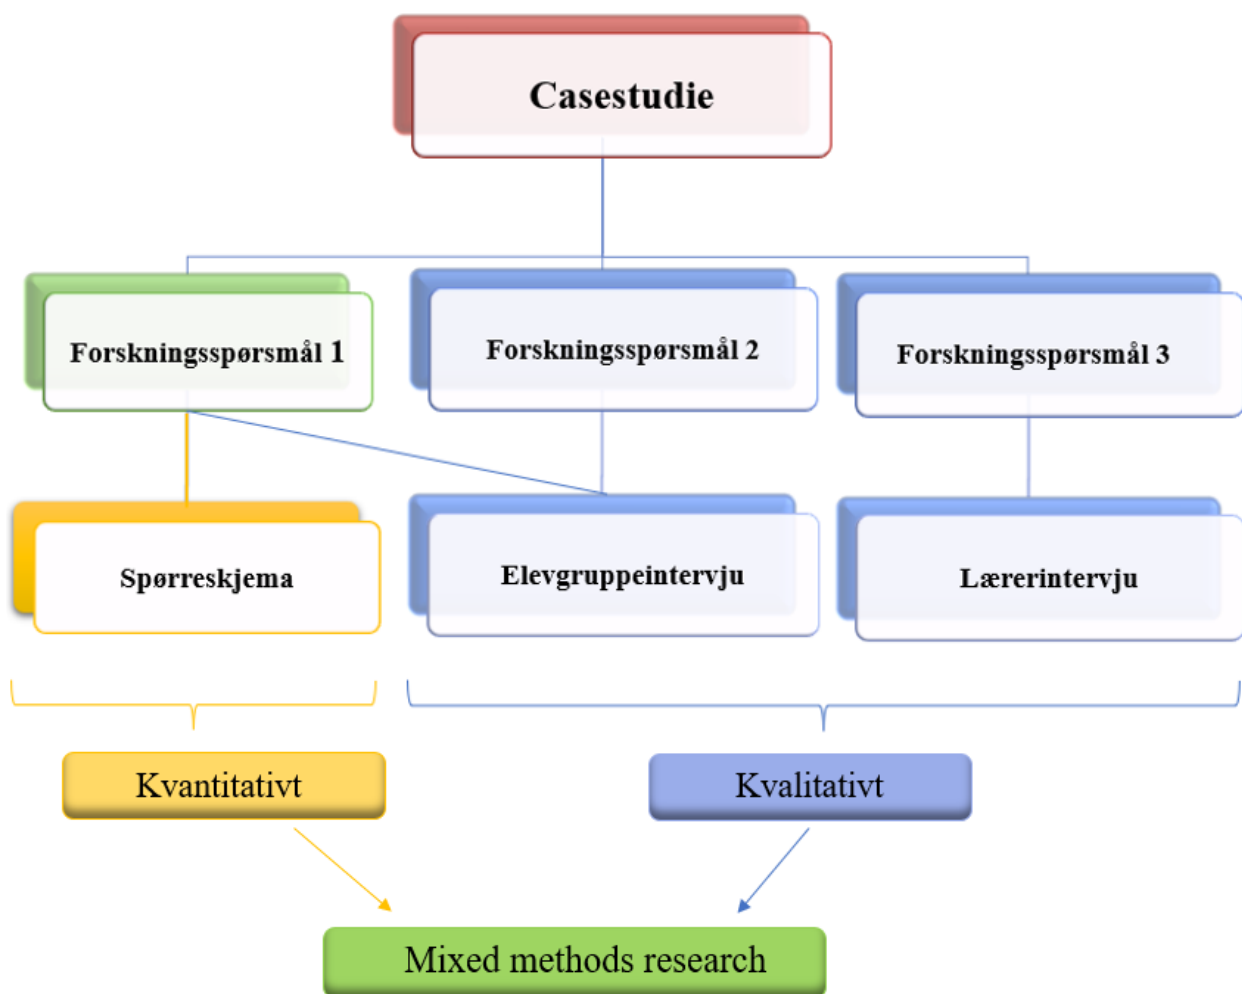 Casestudie
Forskningsspørsmål 1
Forskningsspørsmål 2
Forskningsspørsmål 3
Spørreskjema
Elevgruppeintervju
Lærerintervju
Kvantitativt
Kvalitativt
Mixed methods research